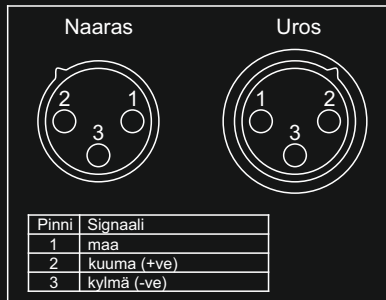 Naaras Uros
2 1 1 2
3 3
Pinni Signaali
1 maa
2 kuuma (+ve)
3 kylmä (-ve)